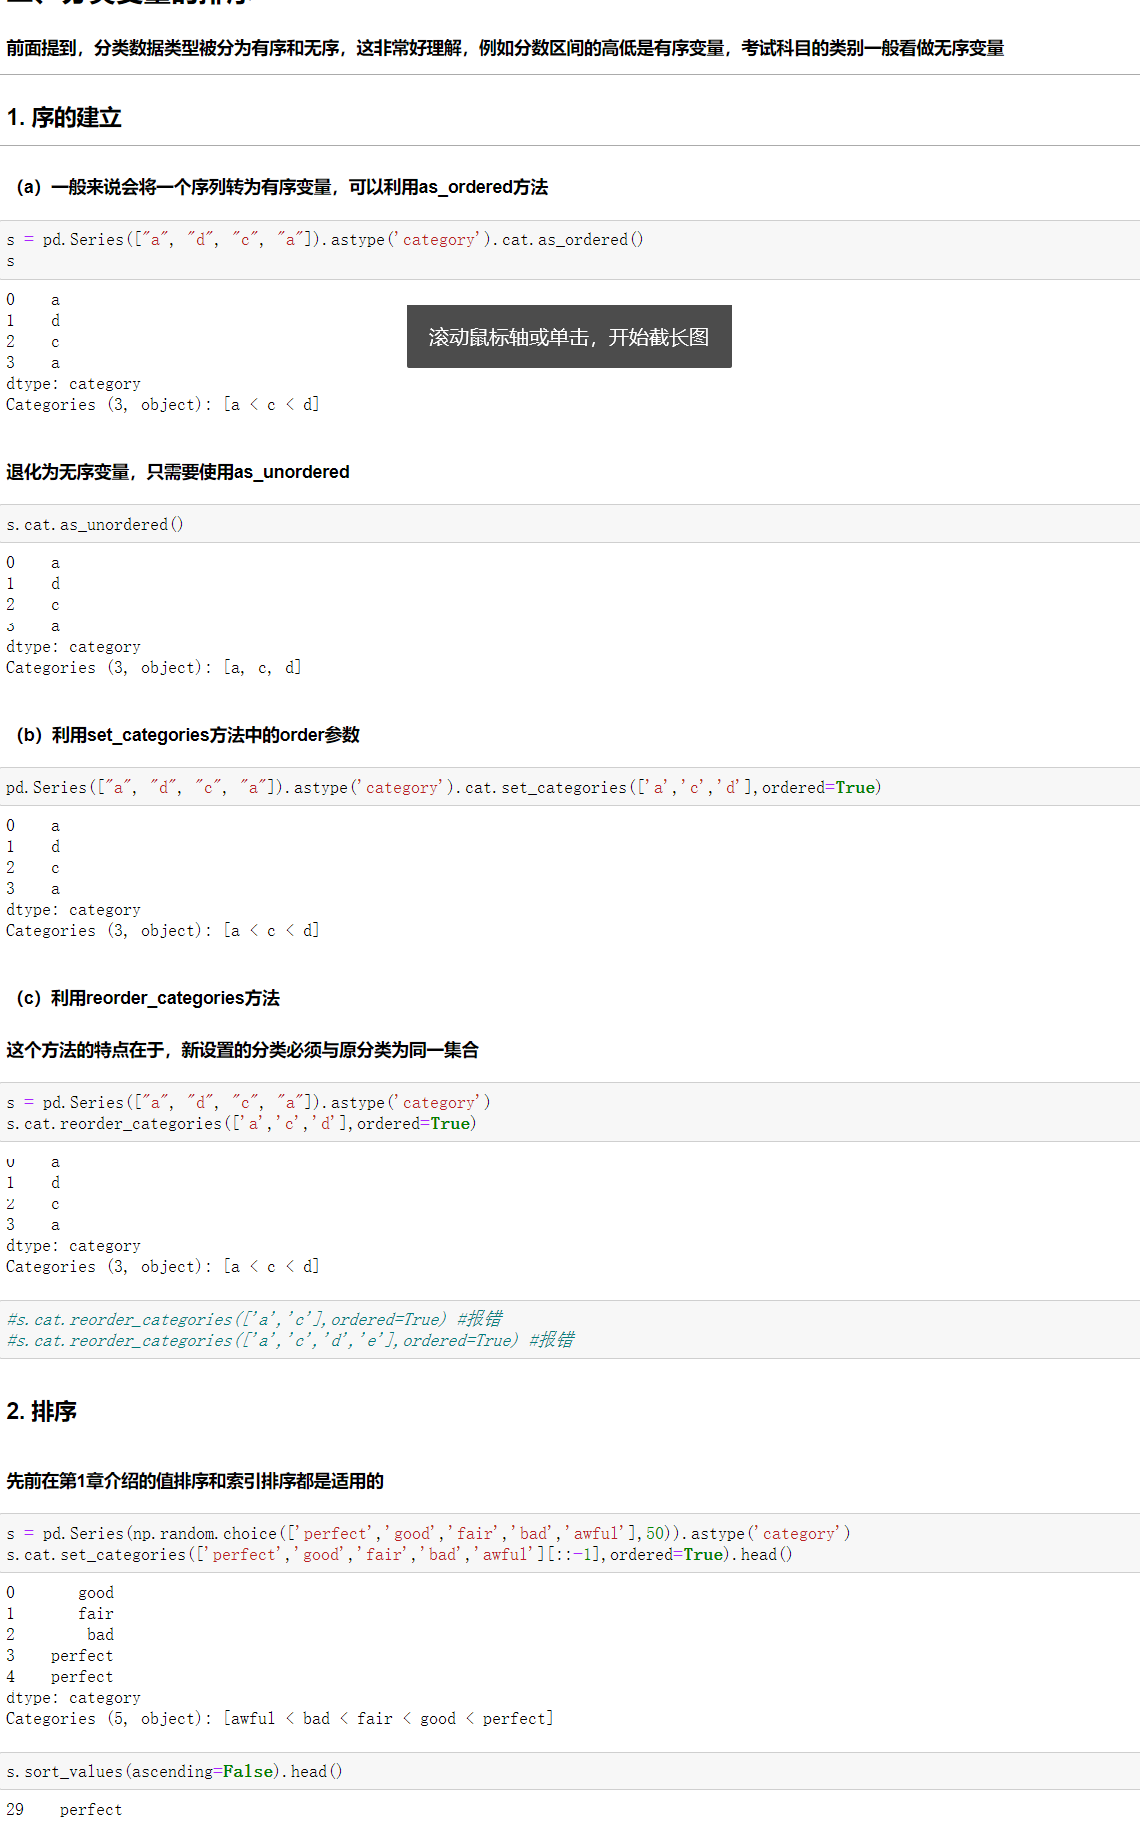 前面提到，分类数据类型被分为有序和无序，这非常好理解，例如分数区间的高低是有序变量，考试科目的类别一般看做无序变量
1. 序的建立
（a）一般来说会将一个序列转为有序变量，可以利用as_ordered方法
s = pd.Series(["a", "d", "c", "a"]).astype('category').cat.as_ordered()
s
0    a
1    d
滚动鼠标轴或单击，开始截长图
2    c
3    a
dtype: category
Categories (3, object): [a < c < d]
退化为无序变量，只需要使用as_unordered
s.cat.as_unordered()
0    a
1    d
2    c
3    a
dtype: category
Categories (3, object): [a, c, d]
（b）利用set_categories方法中的order参数
pd.Series(["a", "d", "c", "a"]).astype('category').cat.set_categories(['a','c','d'],ordered=True)
0    a
1    d
2    c
3    a
dtype: category
Categories (3, object): [a < c < d]
（c）利用reorder_categories方法
这个方法的特点在于，新设置的分类必须与原分类为同一集合
s = pd.Series(["a", "d", "c", "a"]).astype('category')
s.cat.reorder_categories(['a','c','d'],ordered=True)
0    a
1    d
2    c
3    a
dtype: category
Categories (3, object): [a < c < d]
#s.cat.reorder_categories(['a','c'],ordered=True) #报错
#s.cat.reorder_categories(['a','c','d','e'],ordered=True) #报错
2. 排序
先前在第1章介绍的值排序和索引排序都是适用的
s = pd.Series(np.random.choice(['perfect','good','fair','bad','awful'],50)).astype('category')
s.cat.set_categories(['perfect','good','fair','bad','awful'][::-1],ordered=True).head()
0       good
1       fair
2        bad
3    perfect
4    perfect
dtype: category
Categories (5, object): [awful < bad < fair < good < perfect]
s.sort_values(ascending=False).head()
29    perfect